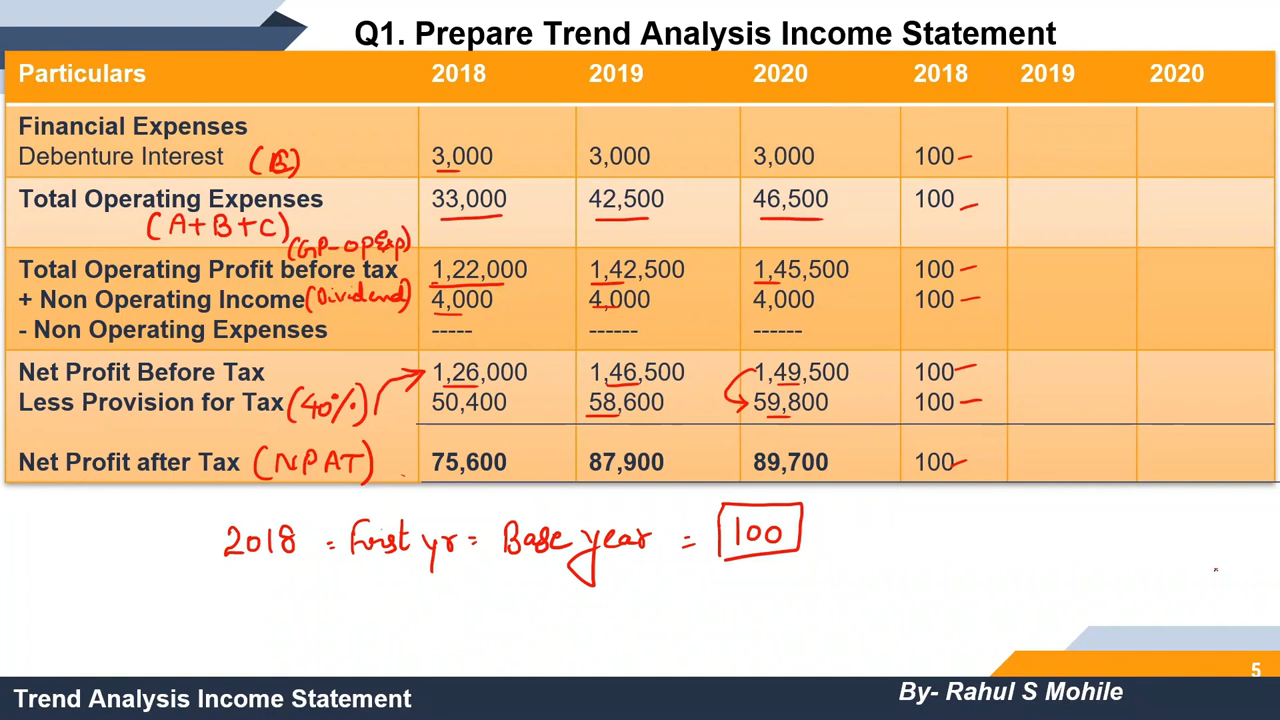 Q1. Prepare Trend Analysis Income Statement
Particulars 2018 2019 2020 2018 2019 2020
Financial Expenses
Debenture Interest (C) 3,000 3,000 3,000 100
Total Operating Expenses 33,000 42,500 46,500 100
(A+B+C)
(GP-opExp)
Total Operating Profit before tax 1,22,000 1,42,500 1,45,500 100
+ Non Operating Income (Dividend) 4,000 4,000 4,000 100
- Non Operating Expenses ----- ------ ------
Net Profit Before Tax 1,26,000 1,46,500 1,49,500 100
Less Provision for Tax (40%) 50,400 58,600 59,800 100
Net Profit after Tax (NPAT) 75,600 87,900 89,700 100
2018 = First yr = Base year = 100
5
Trend Analysis Income Statement
By- Rahul S Mohile